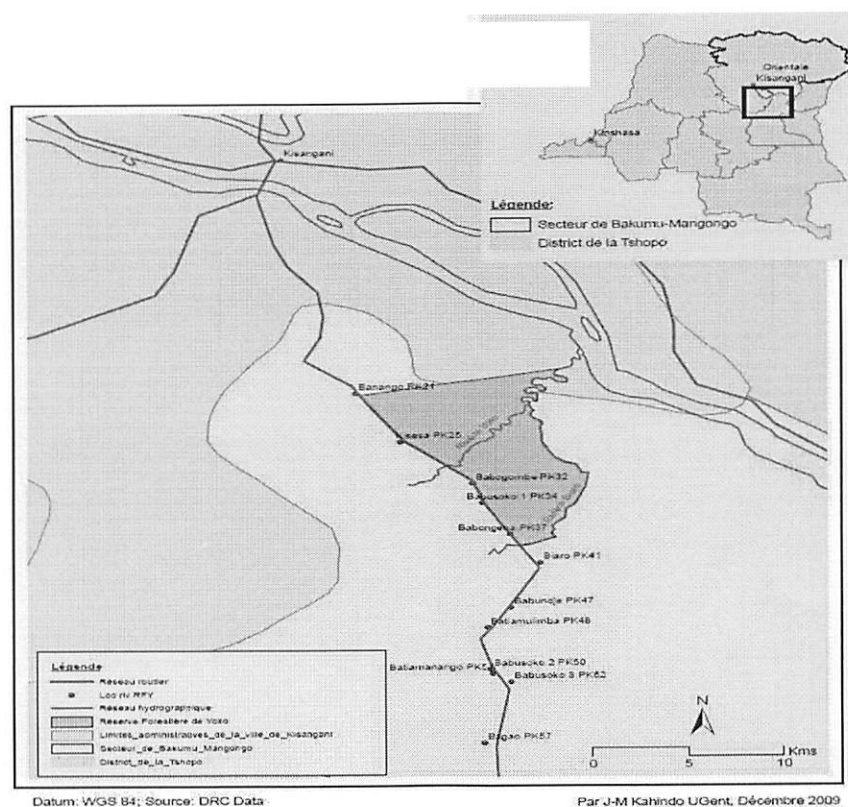 Orientale
Kisangani
Kinshasa
Légende:
Secteur de Bakumu-Mangongo
District de la Tshopo
Kisangani
Banango PK21
PK25
Babogombe PK32
Babusoko 1 PK34
PK37
Biaro PK41
PK47
Batiamulimba PK48
Babusoko 2 PK50
Batiamanango
Babusoko 3 PK52
Bagao PK57
Légende
Réseau routier
RFY
Réseau hydrographique
Réserve Forestière de Yoko
Limites_administratives_de_la_ville_de_Kisangani
Secteur_de_Bakumu_Mangongo
District_de_la_Tshopo
N
0 5 10
Kms
Datum: WGS 84; Source: DRC Data
Par J-M Kahindo UGent, Décembre 2009